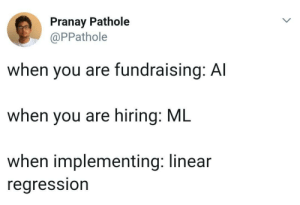 Pranay Pathole
@PPathole
when you are fundraising: AI
when you are hiring: ML
when implementing: linear
regression